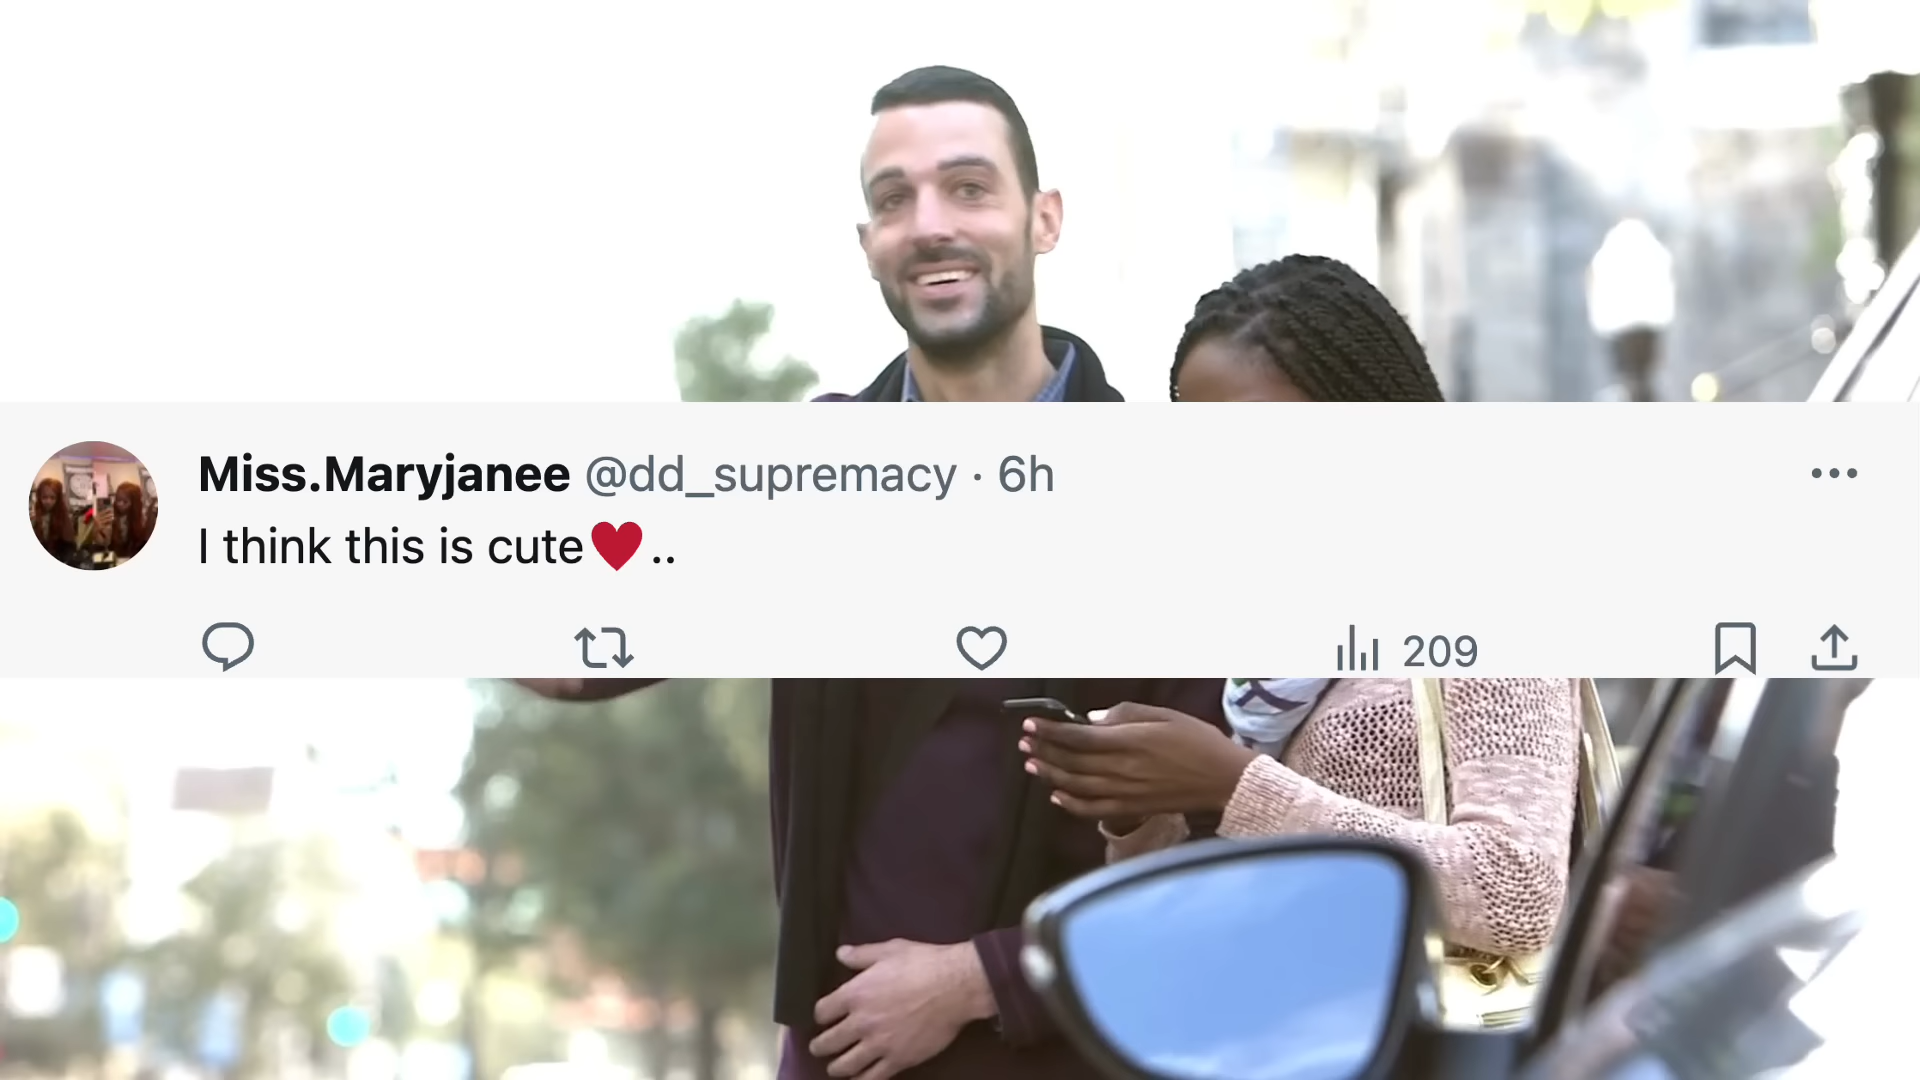 Miss.Maryjanee @dd_supremacy · 6h
I think this is cute❤️..
209